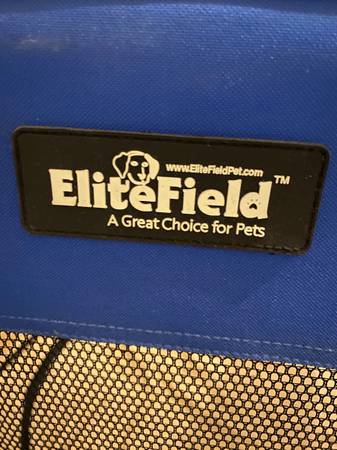 www.EliteFieldPet.com
EliteField™
A Great Choice for Pets